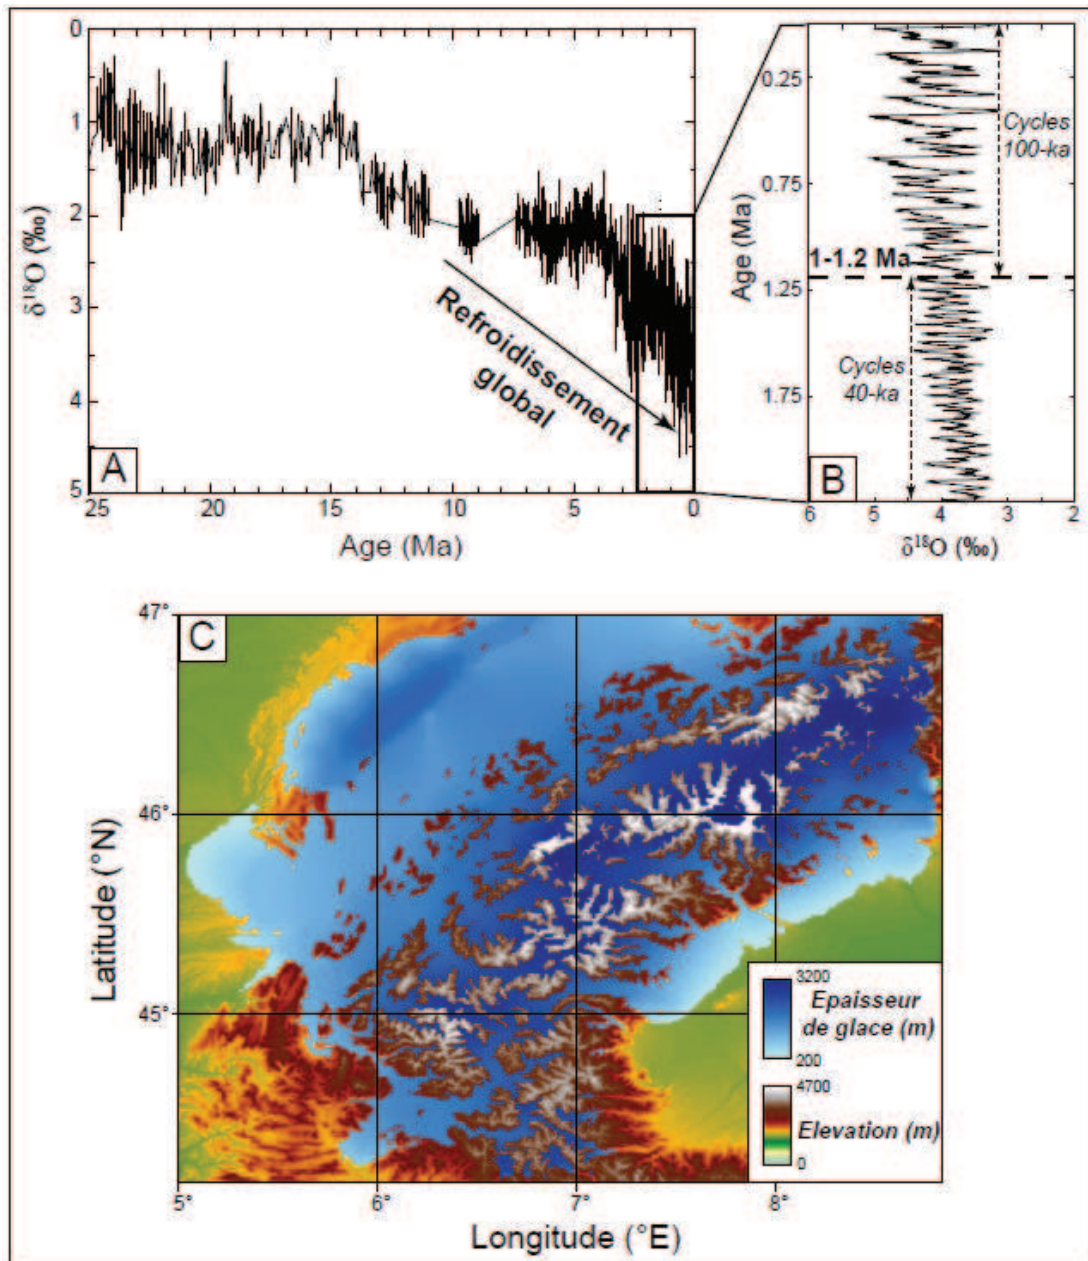 0
1
2
3
4
5
δ¹⁸O (‰)
25
20
15
10
5
0
Age (Ma)
Refroidissement
global
A
0.25
0.75
1.25
1.75
Age (Ma)
Cycles
100-ka
1-1.2 Ma
Cycles
40-ka
B
6
5
4
3
2
δ¹⁸O (‰)
C
47°
46°
45°
Latitude (°N)
5°
6°
7°
8°
Longitude (°E)
3200
Epaisseur
de glace (m)
200
4700
Elevation (m)
0